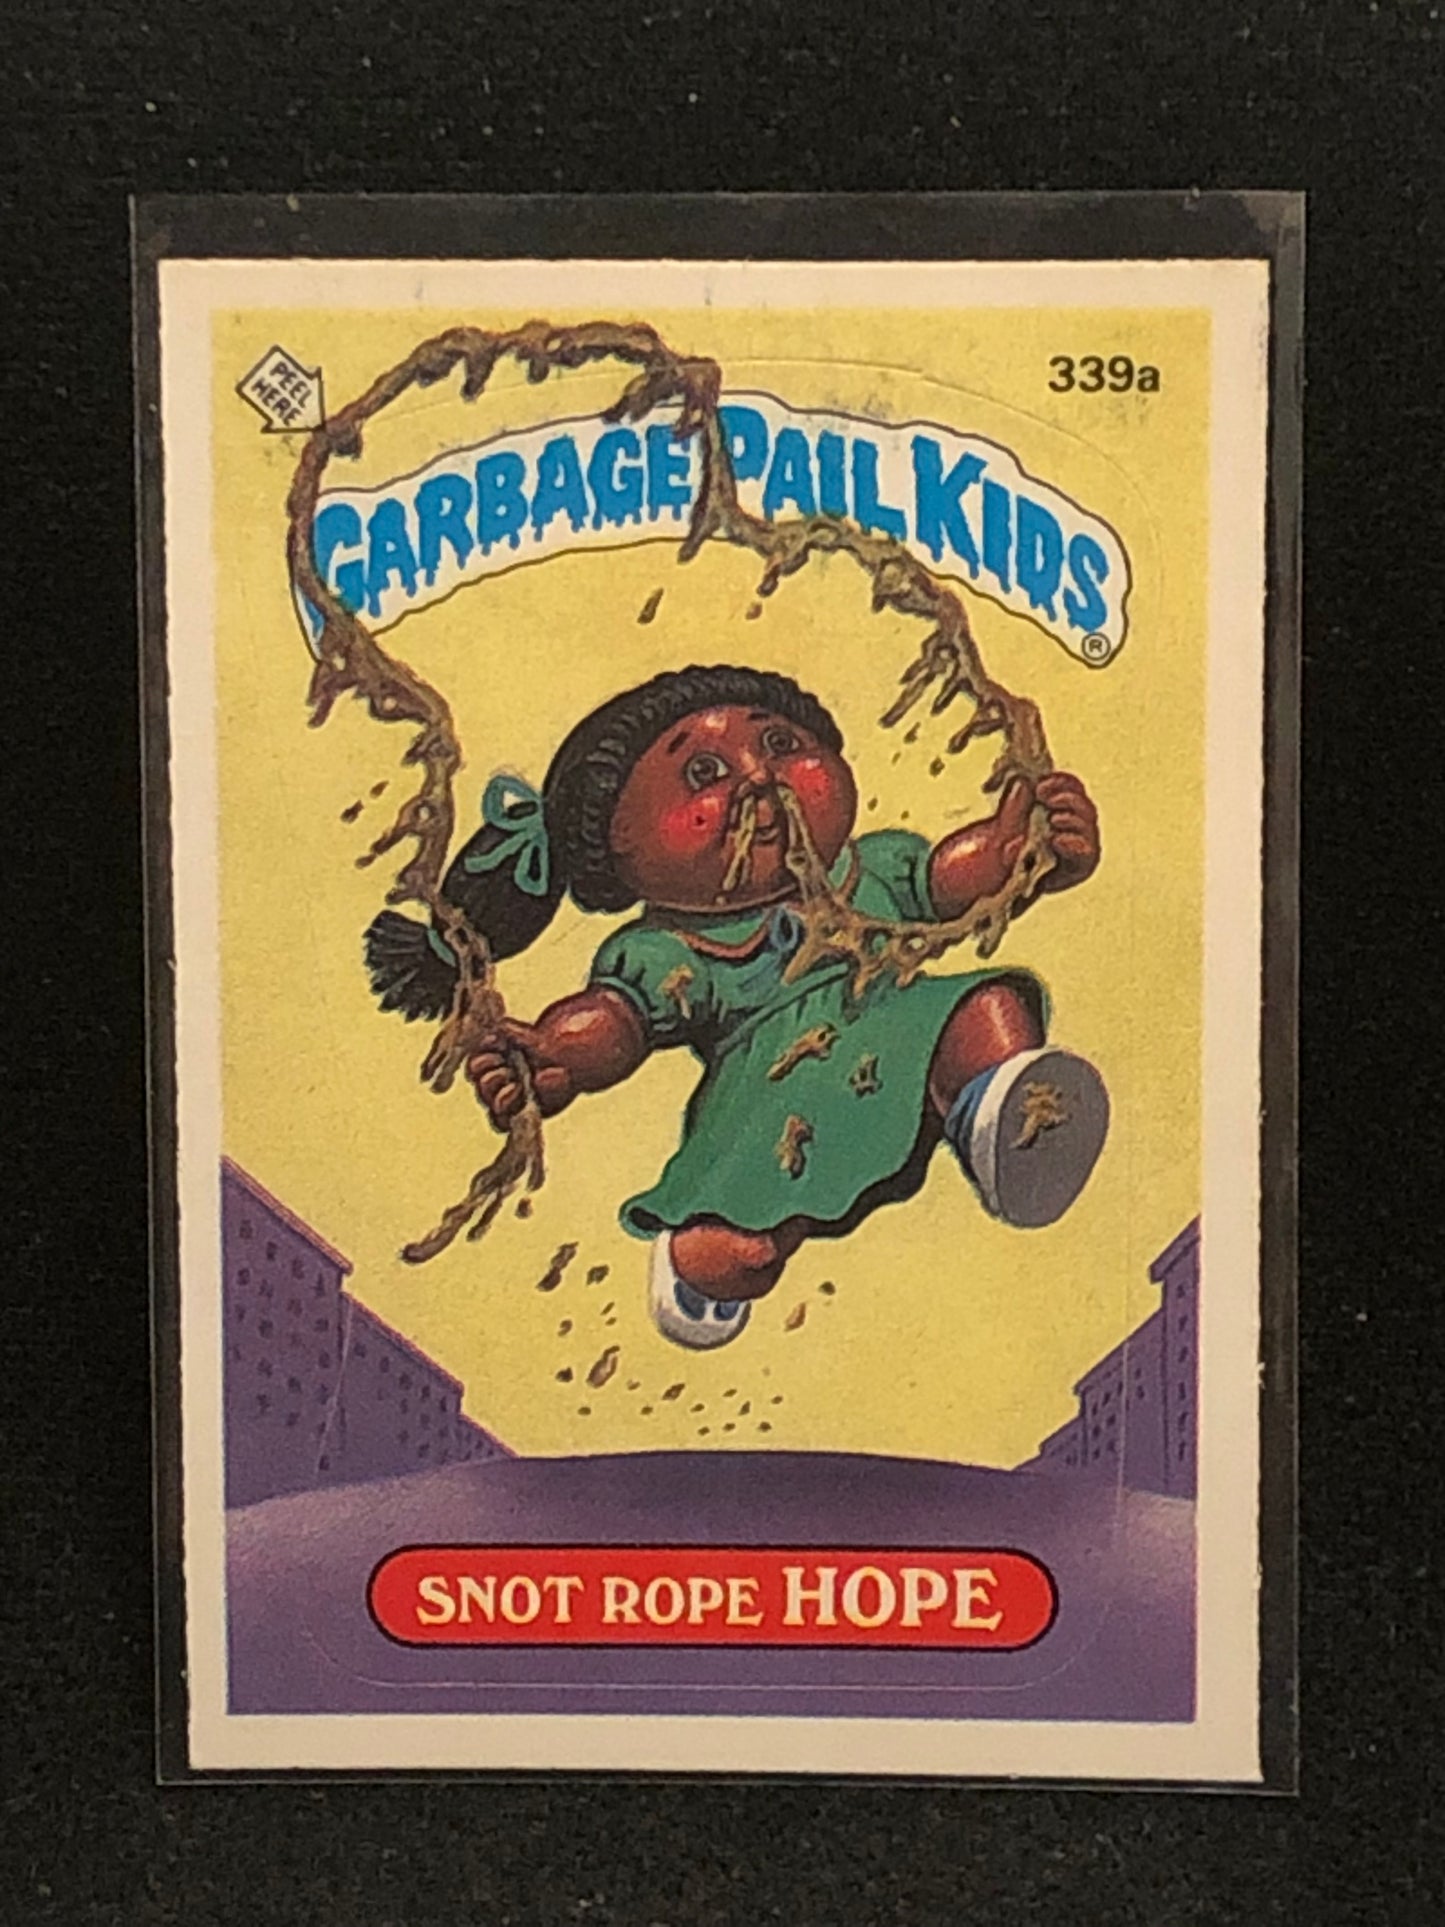 PEEL
HERE
339a
GARBAGE PAIL KIDS
®
SNOT ROPE HOPE